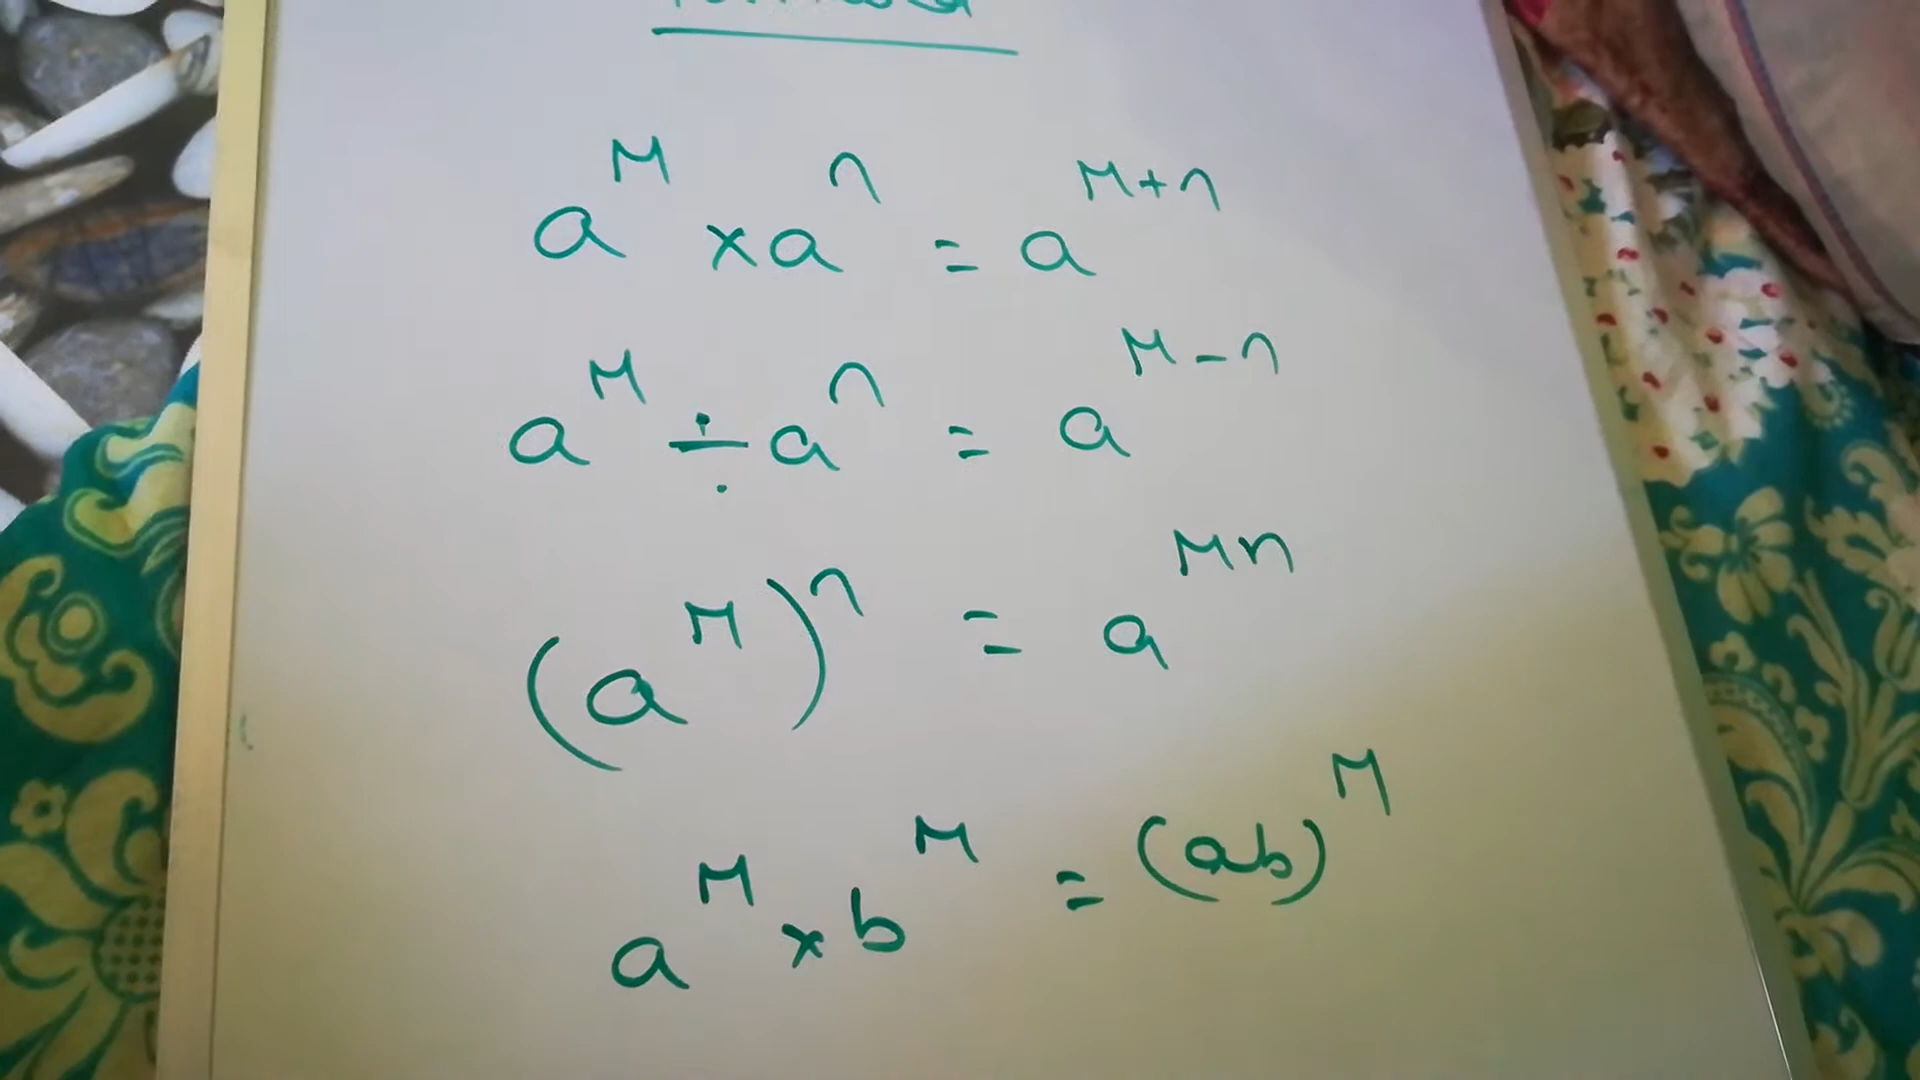 a^M × a^n = a^(M+n)
a^M ÷ a^n = a^(M-n)
(a^M)^n = a^(Mn)
a^M × b^M = (ab)^M